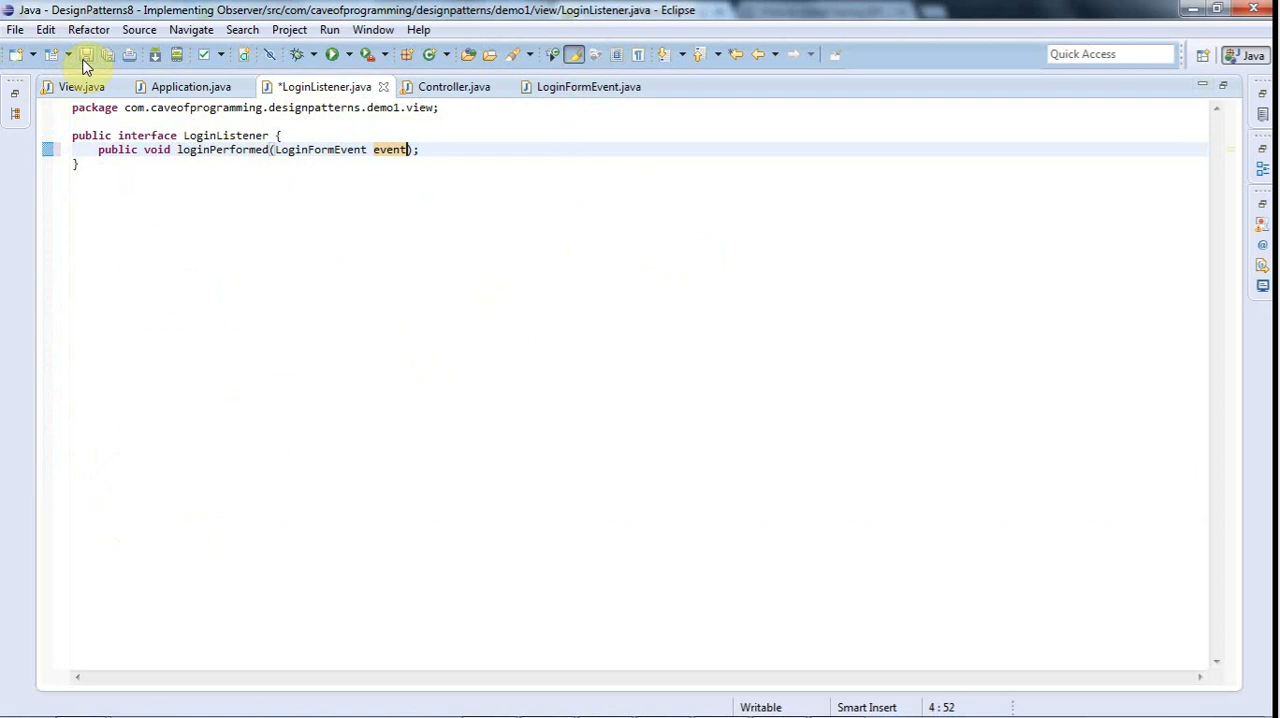 Java - DesignPatterns8 - Implementing Observer/src/com/caveofprogramming/designpatterns/demo1/view/LoginListener.java - Eclipse
File Edit Refactor Source Navigate Search Project Run Window Help
Quick Access Java
View.java Application.java *LoginListener.java Controller.java LoginFormEvent.java
package com.caveofprogramming.designpatterns.demo1.view;
public interface LoginListener {
public void loginPerformed(LoginFormEvent event);
}
Writable Smart Insert 4 : 52